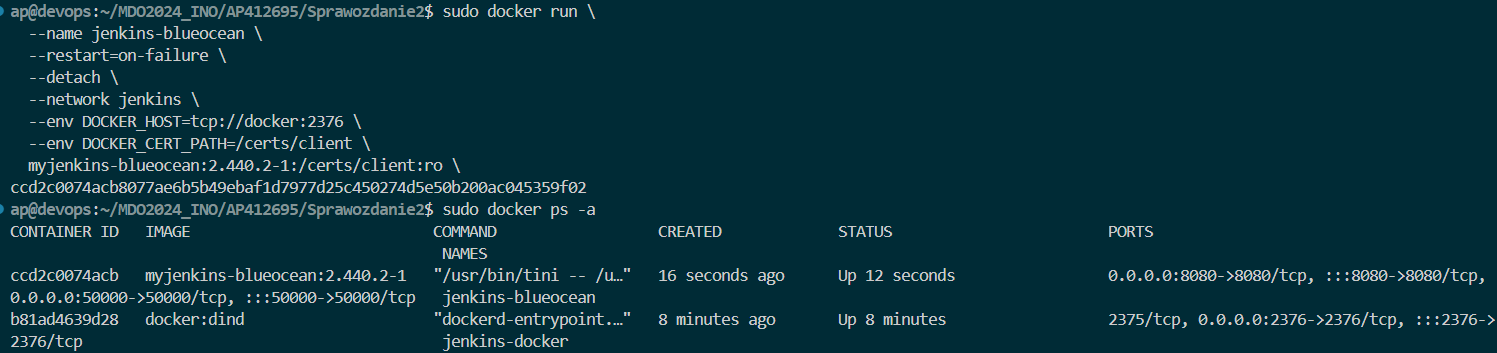 ap@devops:~/MDO2024_INO/AP412695/Sprawozdanie2$ sudo docker run \
  --name jenkins-blueocean \
  --restart=on-failure \
  --detach \
  --network jenkins \
  --env DOCKER_HOST=tcp://docker:2376 \
  --env DOCKER_CERT_PATH=/certs/client \
  myjenkins-blueocean:2.440.2-1:/certs/client:ro \
ccd2c0074acb8077ae6b5b49ebaf1d7977d25c450274d5e50b200ac045359f02
ap@devops:~/MDO2024_INO/AP412695/Sprawozdanie2$ sudo docker ps -a
CONTAINER ID   IMAGE                           COMMAND                  CREATED          STATUS          PORTS
                                                NAMES
ccd2c0074acb   myjenkins-blueocean:2.440.2-1   "/usr/bin/tini -- /u…"   16 seconds ago   Up 12 seconds   0.0.0.0:8080->8080/tcp, :::8080->8080/tcp,
0.0.0.0:50000->50000/tcp, :::50000->50000/tcp   jenkins-blueocean
b81ad4639d28   docker:dind                     "dockerd-entrypoint.…"   8 minutes ago    Up 8 minutes    2375/tcp, 0.0.0.0:2376->2376/tcp, :::2376->
2376/tcp                                        jenkins-docker